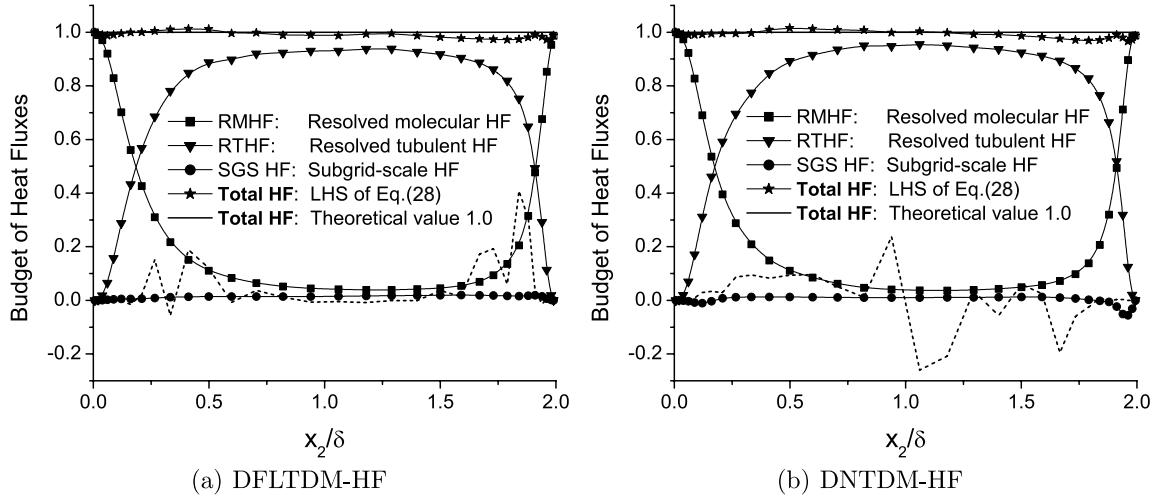 1.0
0.8
0.6
0.4
0.2
0.0
-0.2
Budget of Heat Fluxes
RMHF: Resolved molecular HF
RTHF: Resolved tubulent HF
SGS HF: Subgrid-scale HF
Total HF: LHS of Eq.(28)
Total HF: Theoretical value 1.0
0.0 0.5 1.0 1.5 2.0
x₂/δ
(a) DFLTDM-HF
1.0
0.8
0.6
0.4
0.2
0.0
-0.2
Budget of Heat Fluxes
RMHF: Resolved molecular HF
RTHF: Resolved tubulent HF
SGS HF: Subgrid-scale HF
Total HF: LHS of Eq.(28)
Total HF: Theoretical value 1.0
0.0 0.5 1.0 1.5 2.0
x₂/δ
(b) DNTDM-HF